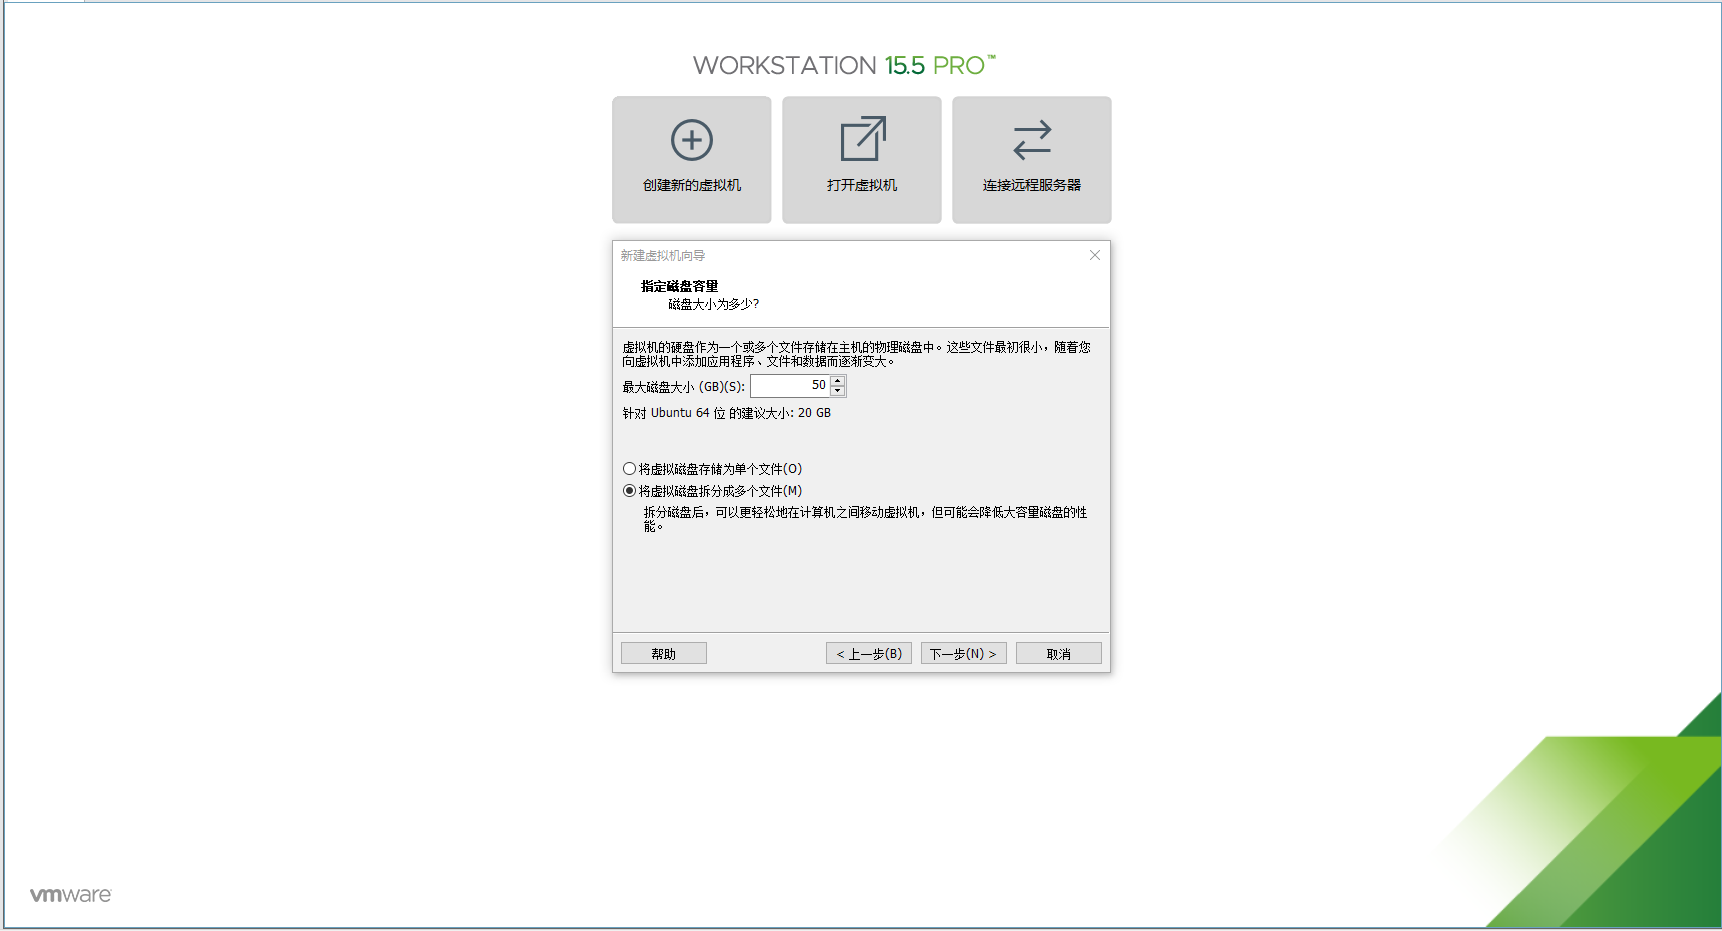 WORKSTATION 15.5 PRO™
创建新的虚拟机
打开虚拟机
连接远程服务器
新建虚拟机向导
指定磁盘容量
磁盘大小为多少?
虚拟机的硬盘作为一个或多个文件存储在主机的物理磁盘中。这些文件最初很小，随着您
向虚拟机中添加应用程序、文件和数据而逐渐变大。
最大磁盘大小 (GB)(S): 50
针对 Ubuntu 64 位 的建议大小: 20 GB
将虚拟磁盘存储为单个文件(O)
将虚拟磁盘拆分成多个文件(M)
拆分磁盘后，可以更轻松地在计算机之间移动虚拟机，但可能会降低大容量磁盘的性
能。
帮助
< 上一步(B)
下一步(N) >
取消
vmware